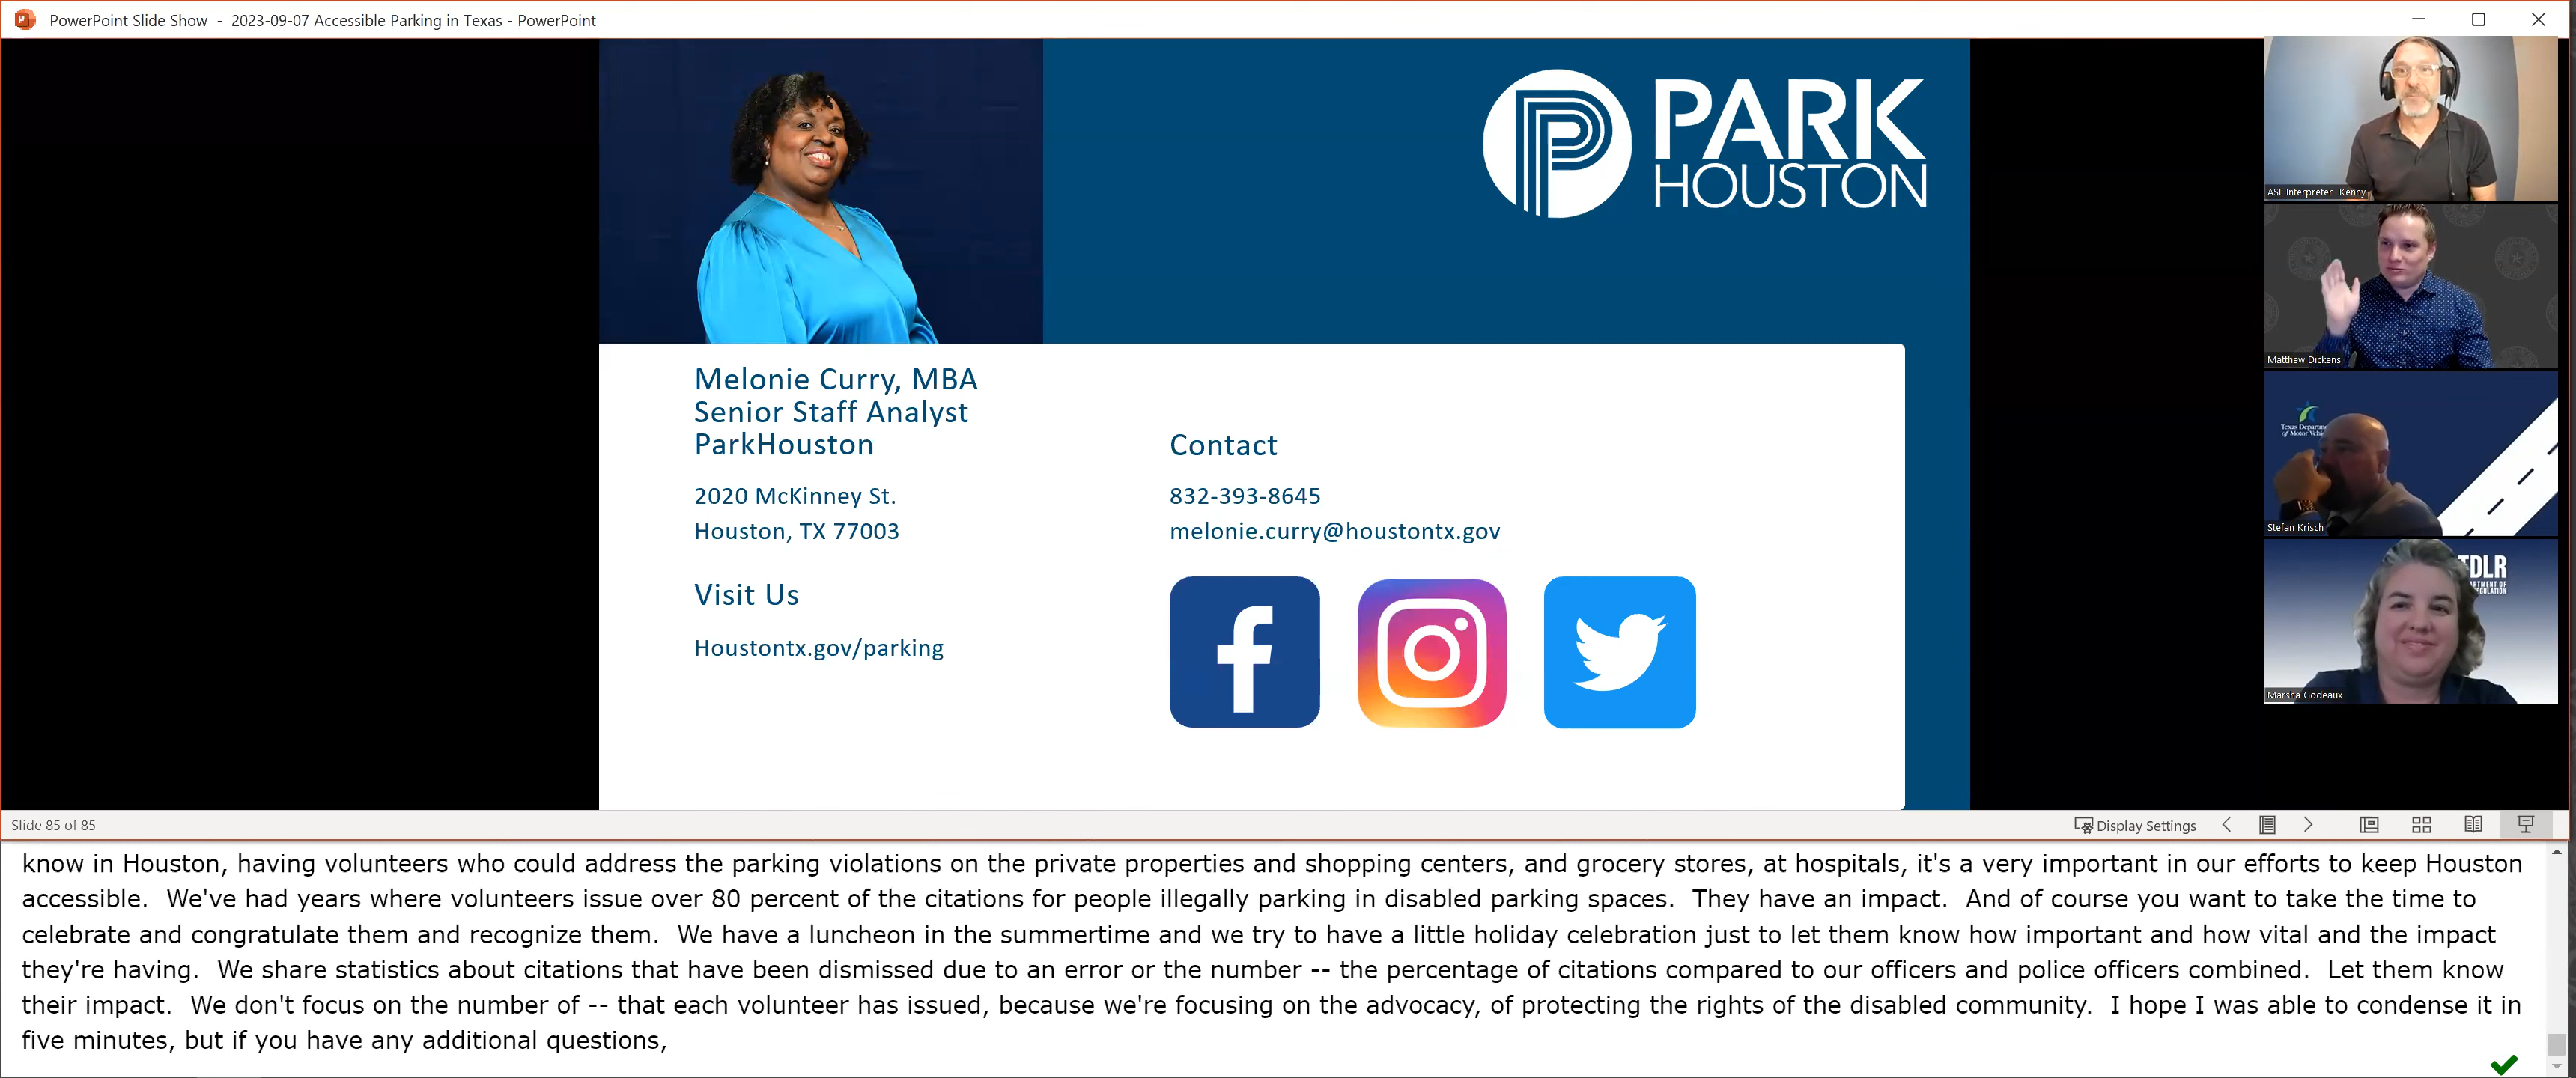 PowerPoint Slide Show - 2023-09-07 Accessible Parking in Texas - PowerPoint
PARK
HOUSTON
Melonie Curry, MBA
Senior Staff Analyst
ParkHouston
2020 McKinney St.
Houston, TX 77003
Visit Us
Houstontx.gov/parking
Contact
832-393-8645
melonie.curry@houstontx.gov
ASL Interpreter- Kenny
Matthew Dickens
Texas Departm
of Motor Vehic
Stefan Krisch
TDLR
RTMENT OF
REGULATION
Marsha Godeaux
Slide 85 of 85
Display Settings
know in Houston, having volunteers who could address the parking violations on the private properties and shopping centers, and grocery stores, at hospitals, it's a very important in our efforts to keep Houston
accessible. We've had years where volunteers issue over 80 percent of the citations for people illegally parking in disabled parking spaces. They have an impact. And of course you want to take the time to
celebrate and congratulate them and recognize them. We have a luncheon in the summertime and we try to have a little holiday celebration just to let them know how important and how vital and the impact
they're having. We share statistics about citations that have been dismissed due to an error or the number -- the percentage of citations compared to our officers and police officers combined. Let them know
their impact. We don't focus on the number of -- that each volunteer has issued, because we're focusing on the advocacy, of protecting the rights of the disabled community. I hope I was able to condense it in
five minutes, but if you have any additional questions,